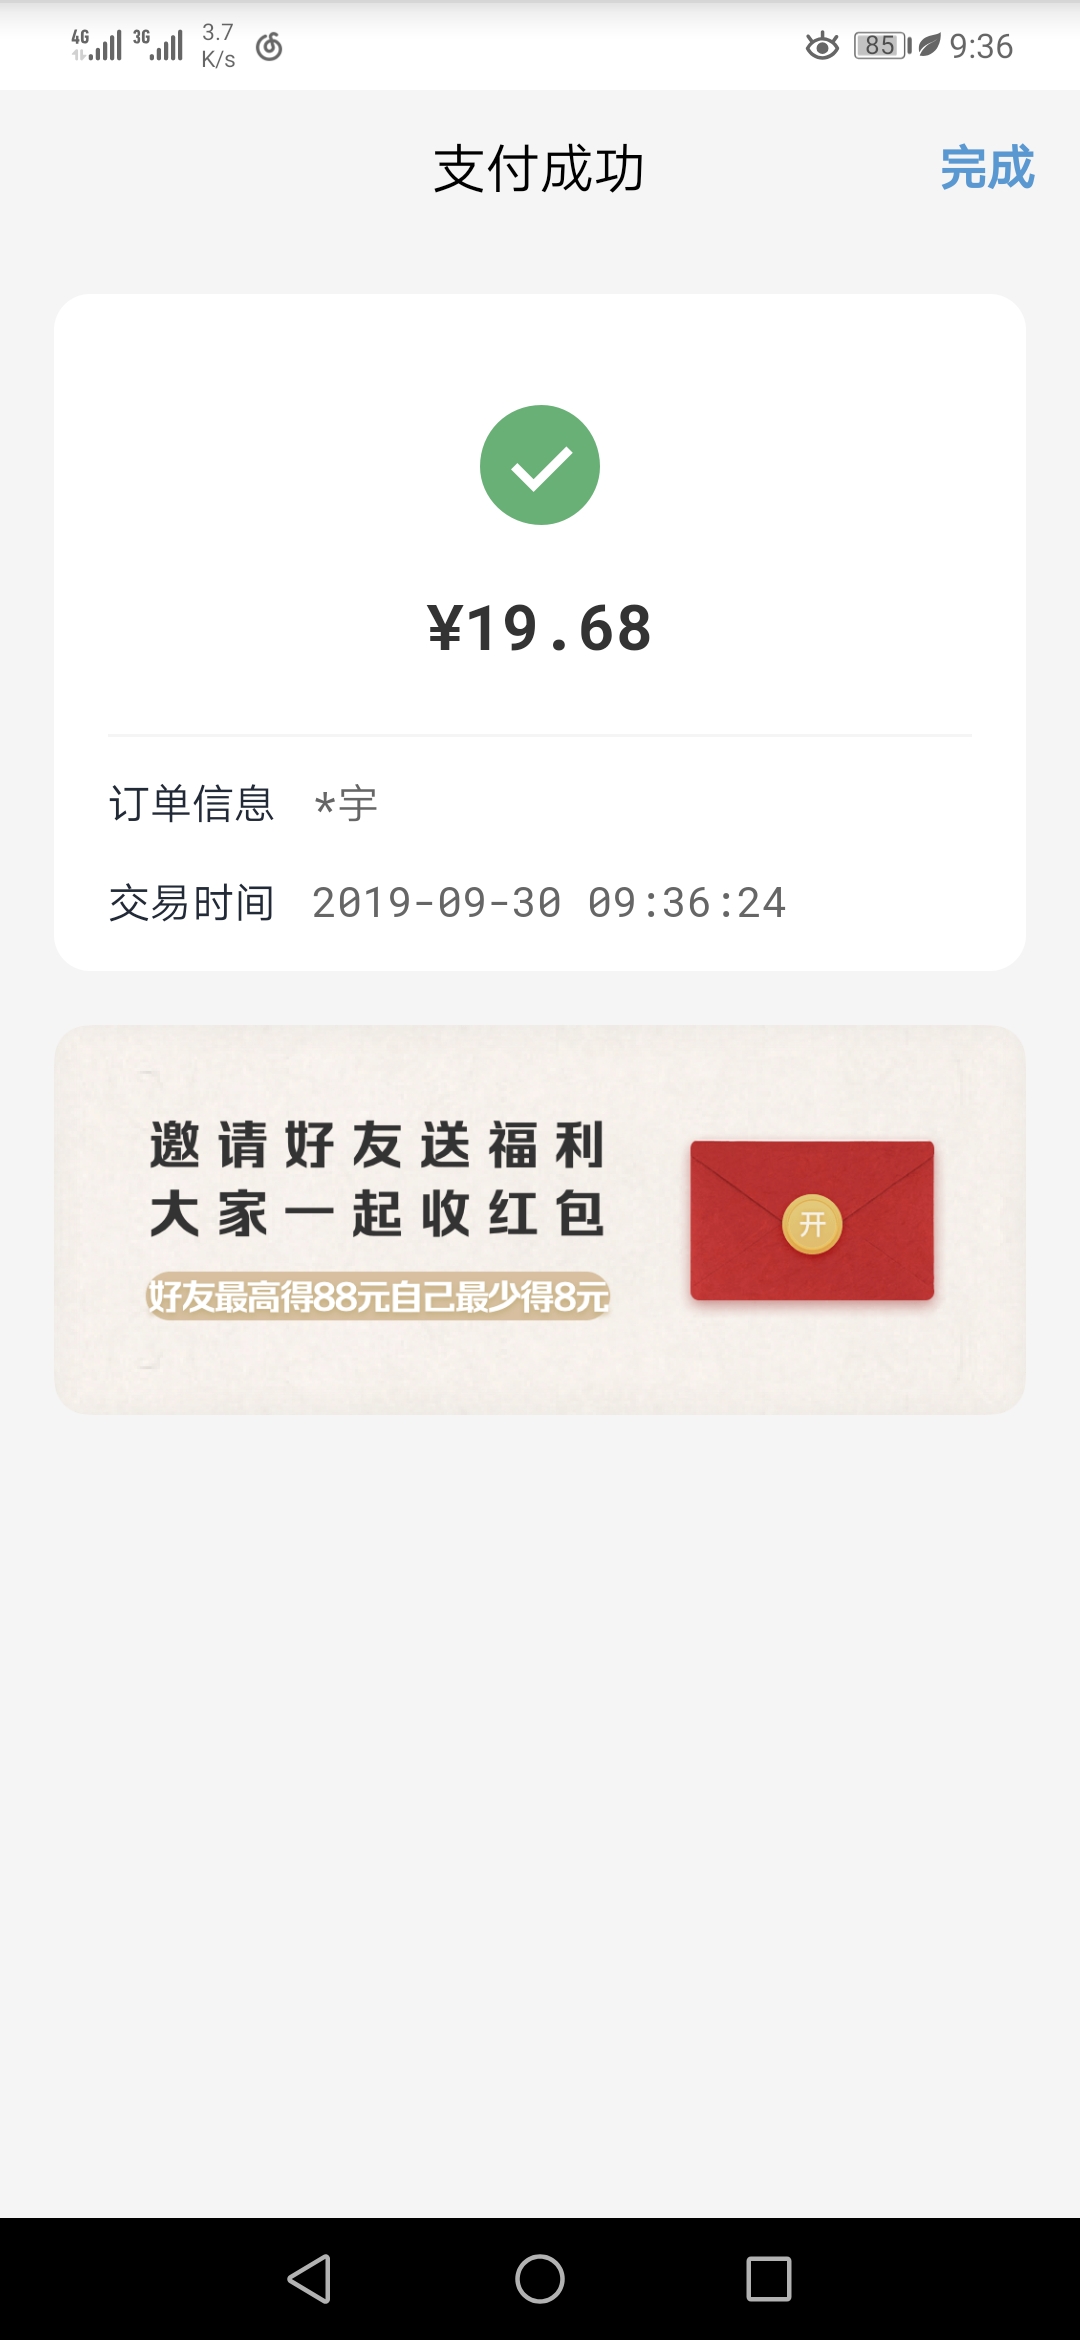 4G 3G 3.7 K/s 85 9:36
支付成功 完成
¥19.68
订单信息 *宇
交易时间 2019-09-30 09:36:24
邀请好友送福利
大家一起收红包
开
好友最高得88元自己最少得8元